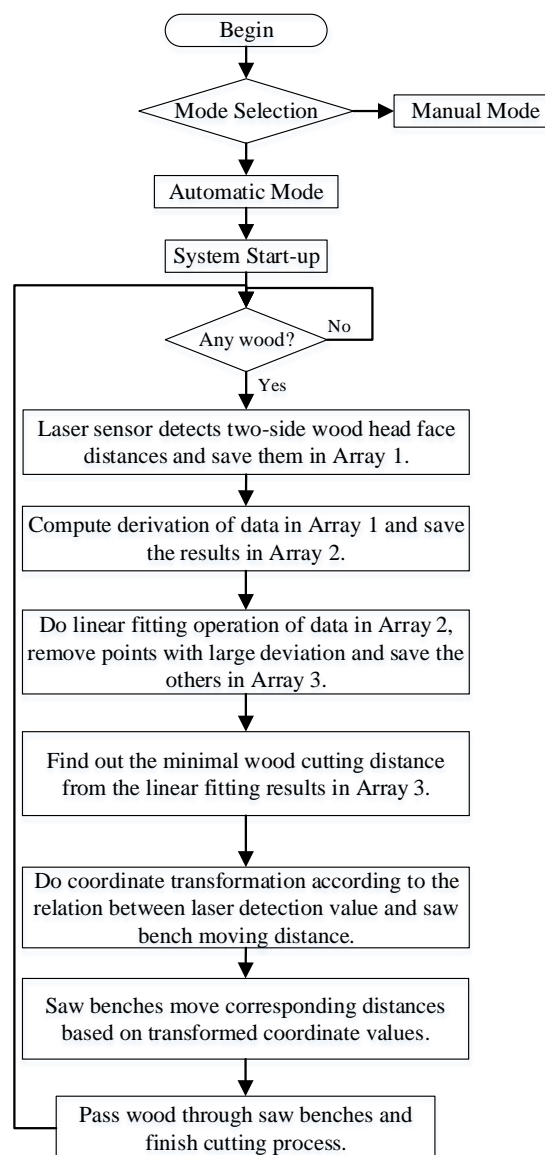 Begin
Mode Selection
Manual Mode
Automatic Mode
System Start-up
Any wood?
No
Yes
Laser sensor detects two-side wood head face
distances and save them in Array 1.
Compute derivation of data in Array 1 and save
the results in Array 2.
Do linear fitting operation of data in Array 2,
remove points with large deviation and save the
others in Array 3.
Find out the minimal wood cutting distance
from the linear fitting results in Array 3.
Do coordinate transformation according to the
relation between laser detection value and saw
bench moving distance.
Saw benches move corresponding distances
based on transformed coordinate values.
Pass wood through saw benches and
finish cutting process.